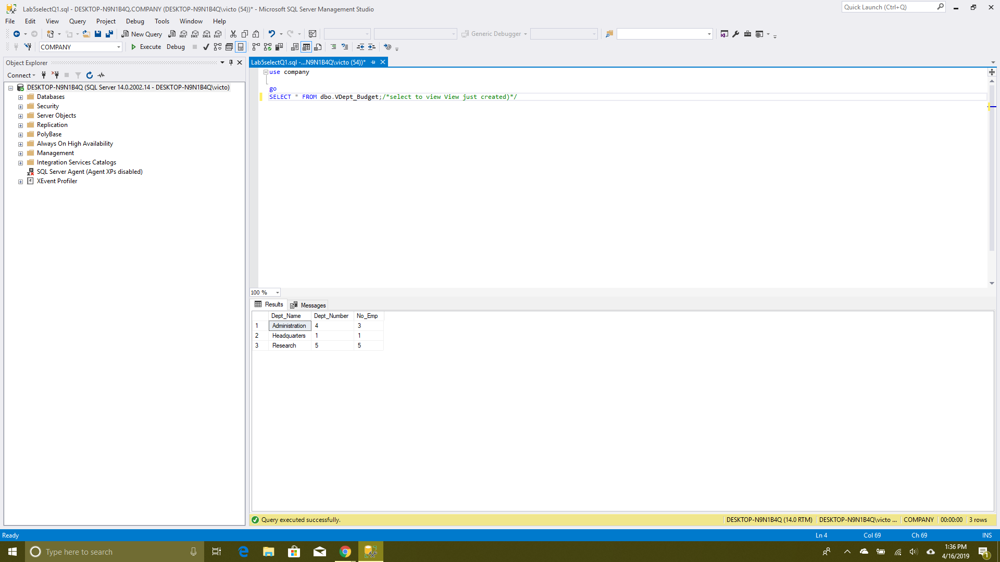 Lab5selectQ1.sql - DESKTOP-N9N1B4Q.COMPANY (DESKTOP-N9N1B4Q\victo (54))* - Microsoft SQL Server Management Studio
Quick Launch (Ctrl+Q)
File Edit View Query Project Debug Tools Window Help
New Query MDX DMX XMLA DAX Generic Debugger
COMPANY Execute Debug
Object Explorer
Lab5selectQ1.sql -...N9N1B4Q\victo (54))*
Connect
DESKTOP-N9N1B4Q (SQL Server 14.0.2002.14 - DESKTOP-N9N1B4Q\victo)
Databases
Security
Server Objects
Replication
PolyBase
Always On High Availability
Management
Integration Services Catalogs
SQL Server Agent (Agent XPs disabled)
XEvent Profiler
use company
go
SELECT * FROM dbo.VDept_Budget;/*select to view View just created)*/
100 %
Results Messages
Dept_Name Dept_Number No_Emp
1 Administration 4 3
2 Headquarters 1 1
3 Research 5 5
Query executed successfully.
DESKTOP-N9N1B4Q (14.0 RTM) DESKTOP-N9N1B4Q\victo ... COMPANY 00:00:00 3 rows
Ready Ln 4 Col 69 Ch 69 INS
Type here to search
1:36 PM
4/16/2019
1